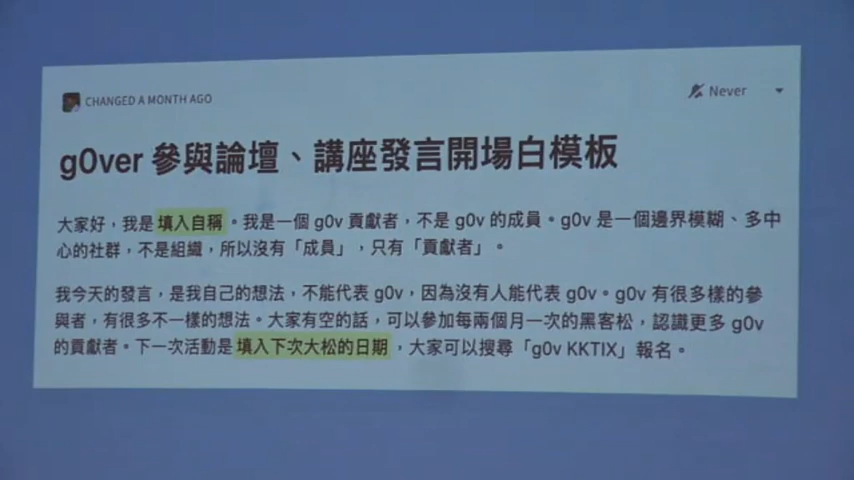 CHANGED A MONTH AGO
Never
g0ver 參與論壇、講座發言開場白模板
大家好，我是 填入自稱 。我是一個 g0v 貢獻者，不是 g0v 的成員。g0v 是一個邊界模糊、多中
心的社群，不是組織，所以沒有「成員」，只有「貢獻者」。
我今天的發言，是我自己的想法，不能代表 g0v，因為沒有人能代表 g0v。g0v 有很多樣的參
與者，有很多不一樣的想法。大家有空的話，可以參加每兩個月一次的黑客松，認識更多 g0v
的貢獻者。下一次活動是 填入下次大松的日期 ，大家可以搜尋「g0v KKTIX」報名。